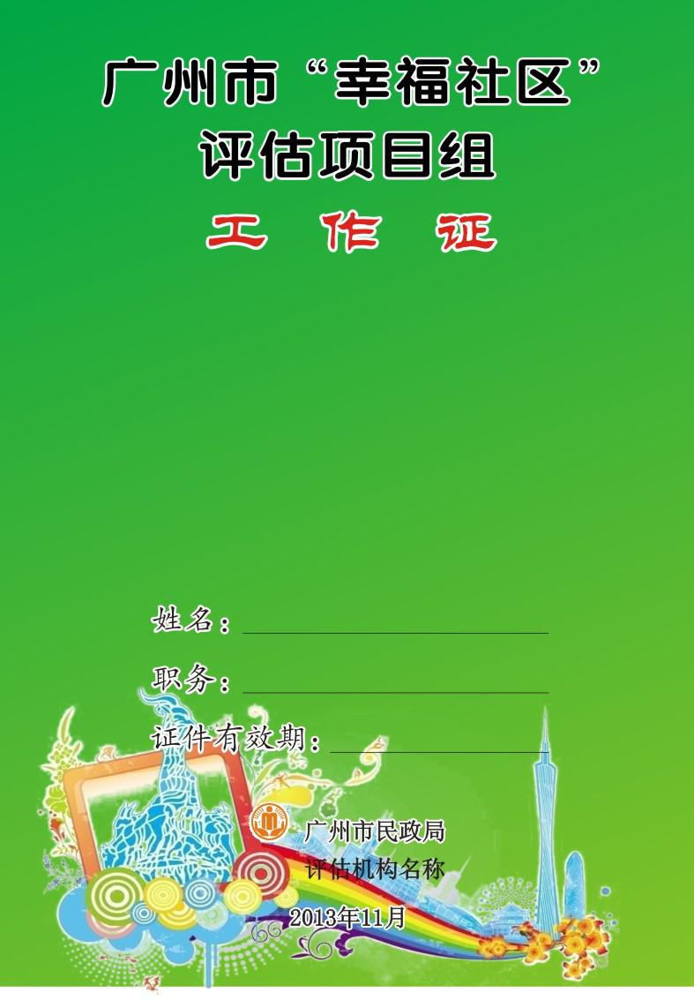 广州市“幸福社区”
评估项目组
工 作 证
姓名：
职务：
证件有效期：
广州市民政局
评估机构名称
2013年11月